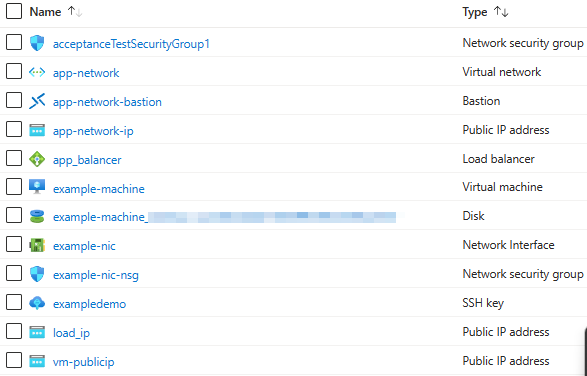 Name ↑↓ Type ↑↓
acceptanceTestSecurityGroup1 Network security group
app-network Virtual network
app-network-bastion Bastion
app-network-ip Public IP address
app_balancer Load balancer
example-machine Virtual machine
example-machine_ Disk
example-nic Network Interface
example-nic-nsg Network security group
exampledemo SSH key
load_ip Public IP address
vm-publicip Public IP address